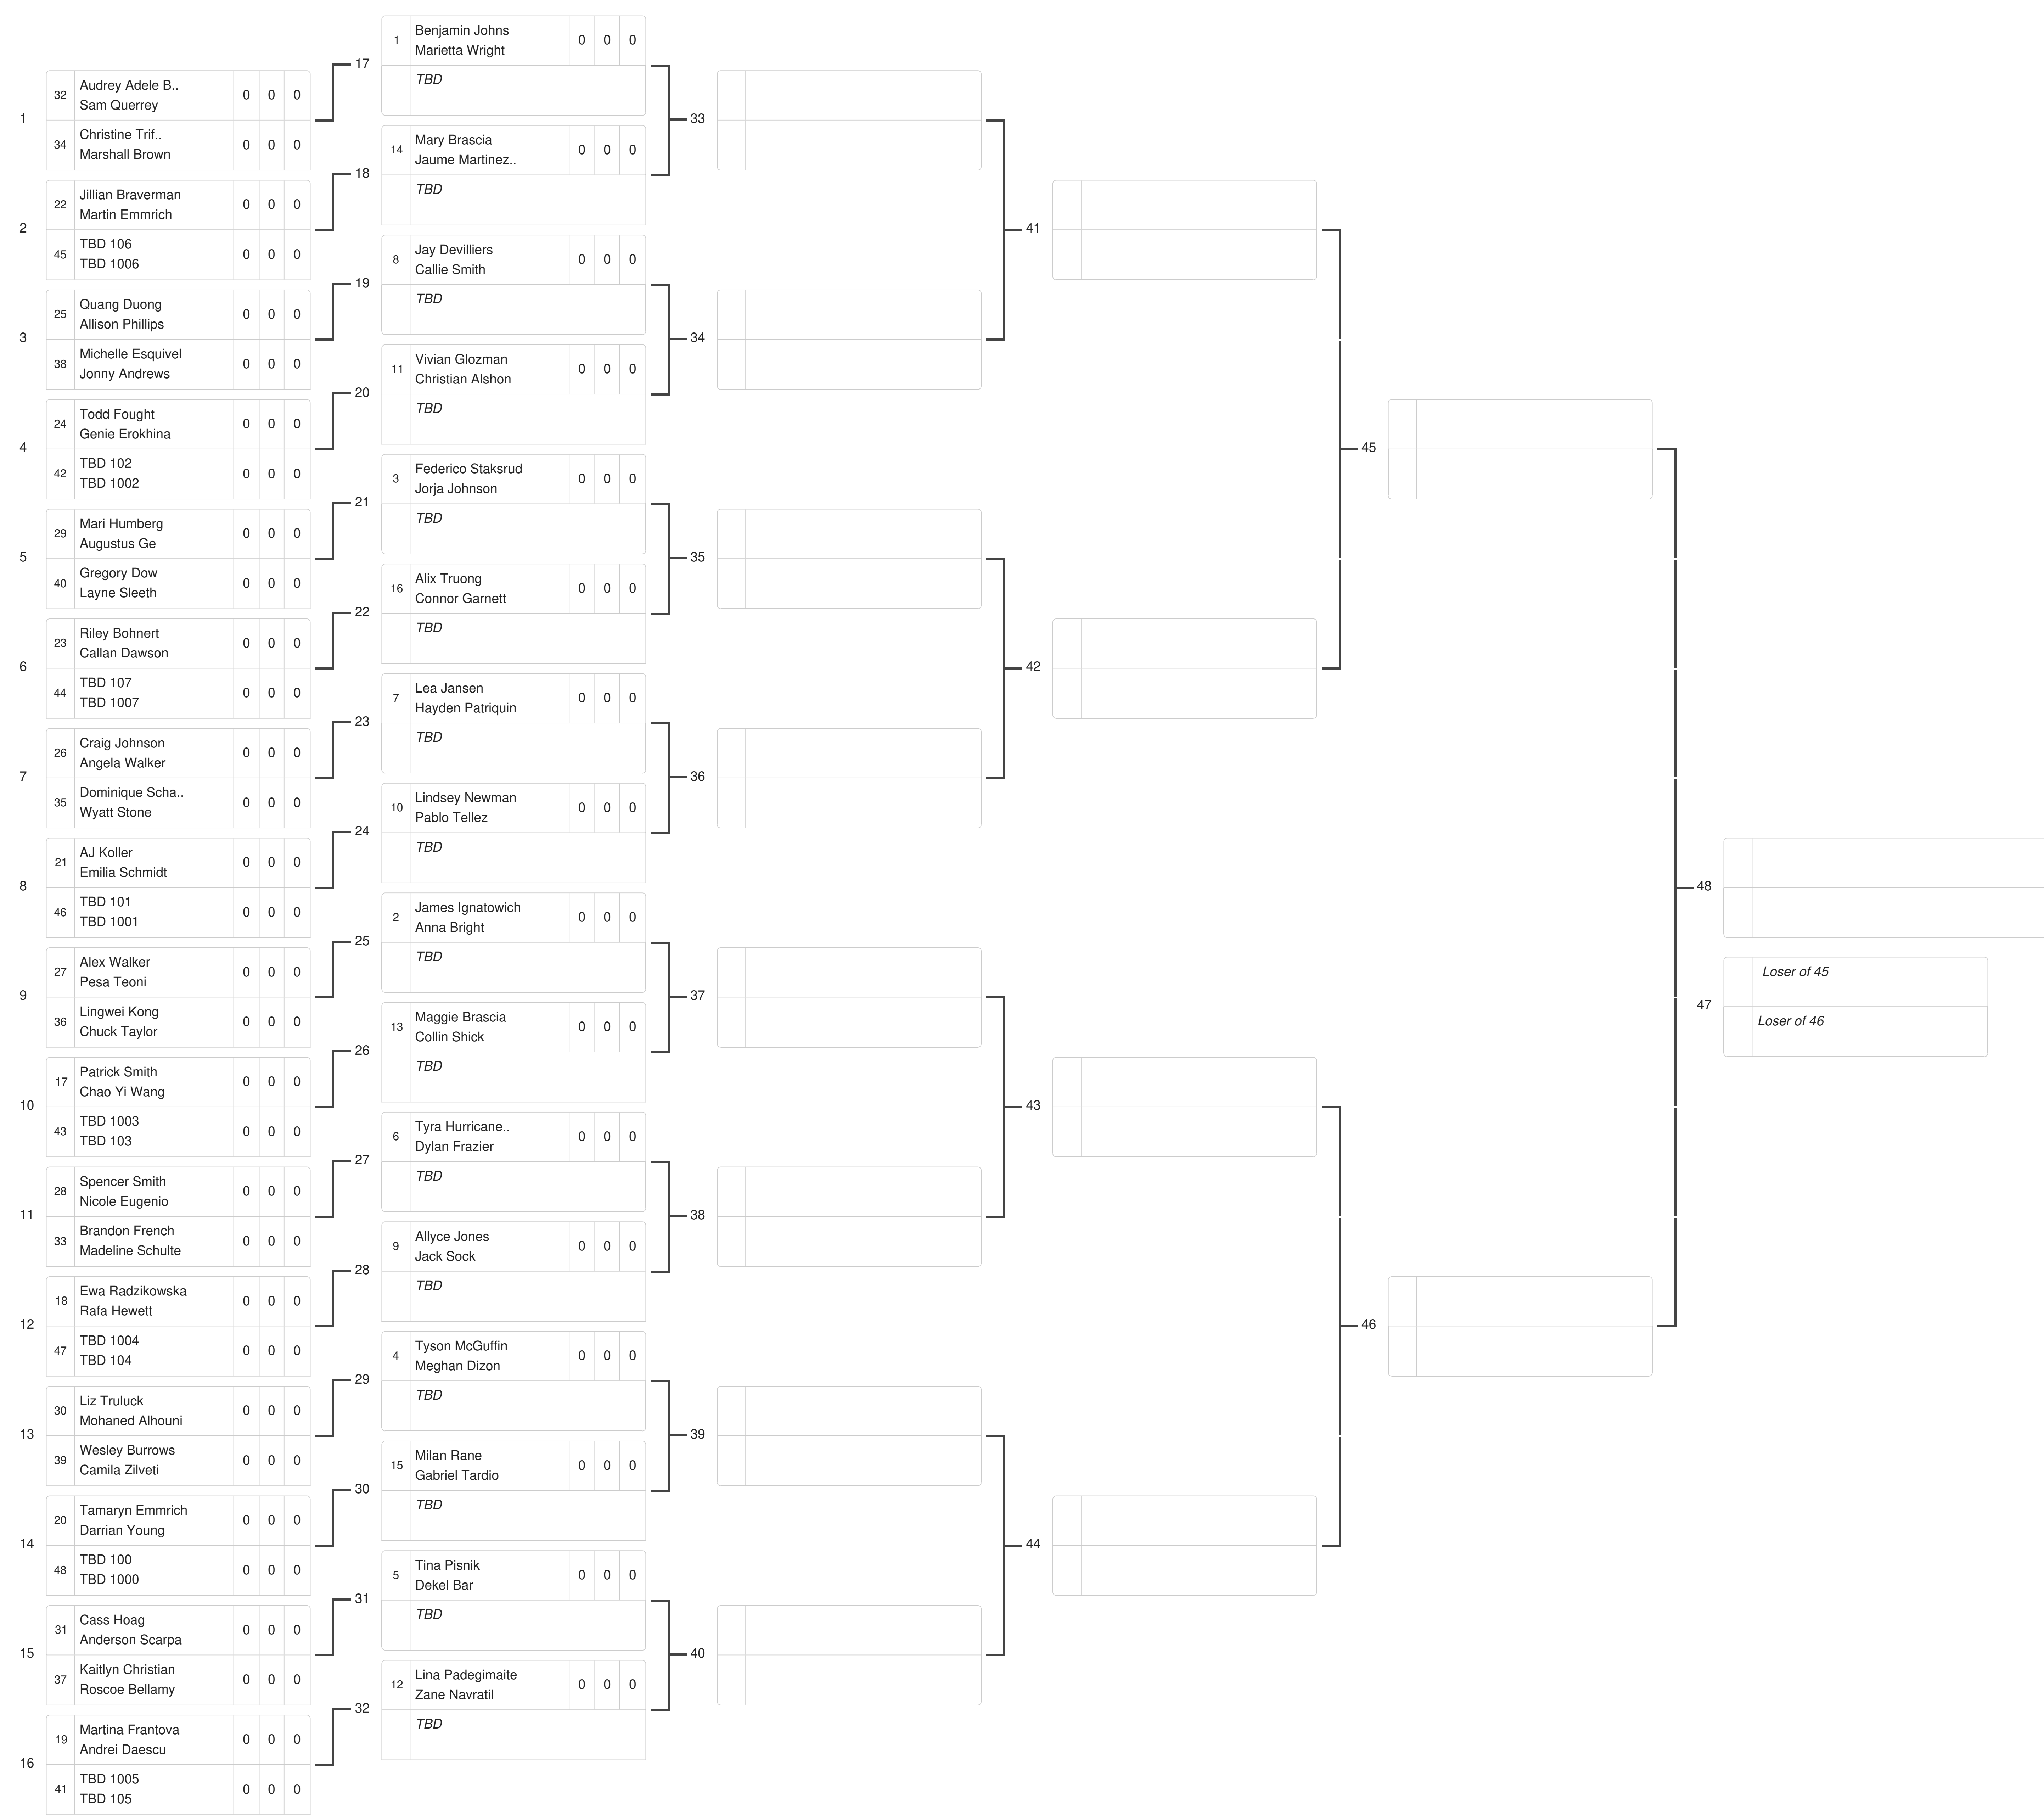 1
32
Audrey Adele B..
Sam Querrey
0 0 0
34
Christine Trif..
Marshall Brown
0 0 0
2
22
Jillian Braverman
Martin Emmrich
0 0 0
45
TBD 106
TBD 1006
0 0 0
3
25
Quang Duong
Allison Phillips
0 0 0
38
Michelle Esquivel
Jonny Andrews
0 0 0
4
24
Todd Fought
Genie Erokhina
0 0 0
42
TBD 102
TBD 1002
0 0 0
5
29
Mari Humberg
Augustus Ge
0 0 0
40
Gregory Dow
Layne Sleeth
0 0 0
6
23
Riley Bohnert
Callan Dawson
0 0 0
44
TBD 107
TBD 1007
0 0 0
7
26
Craig Johnson
Angela Walker
0 0 0
35
Dominique Scha..
Wyatt Stone
0 0 0
8
21
AJ Koller
Emilia Schmidt
0 0 0
46
TBD 101
TBD 1001
0 0 0
9
27
Alex Walker
Pesa Teoni
0 0 0
36
Lingwei Kong
Chuck Taylor
0 0 0
10
17
Patrick Smith
Chao Yi Wang
0 0 0
43
TBD 1003
TBD 103
0 0 0
11
28
Spencer Smith
Nicole Eugenio
0 0 0
33
Brandon French
Madeline Schulte
0 0 0
12
18
Ewa Radzikowska
Rafa Hewett
0 0 0
47
TBD 1004
TBD 104
0 0 0
13
30
Liz Truluck
Mohaned Alhouni
0 0 0
39
Wesley Burrows
Camila Zilveti
0 0 0
14
20
Tamaryn Emmrich
Darrian Young
0 0 0
48
TBD 100
TBD 1000
0 0 0
15
31
Cass Hoag
Anderson Scarpa
0 0 0
37
Kaitlyn Christian
Roscoe Bellamy
0 0 0
16
19
Martina Frantova
Andrei Daescu
0 0 0
41
TBD 1005
TBD 105
0 0 0
17
1
Benjamin Johns
Marietta Wright
0 0 0
TBD
18
14
Mary Brascia
Jaume Martinez..
0 0 0
TBD
19
8
Jay Devilliers
Callie Smith
0 0 0
TBD
20
11
Vivian Glozman
Christian Alshon
0 0 0
TBD
21
3
Federico Staksrud
Jorja Johnson
0 0 0
TBD
22
16
Alix Truong
Connor Garnett
0 0 0
TBD
23
7
Lea Jansen
Hayden Patriquin
0 0 0
TBD
24
10
Lindsey Newman
Pablo Tellez
0 0 0
TBD
25
2
James Ignatowich
Anna Bright
0 0 0
TBD
26
13
Maggie Brascia
Collin Shick
0 0 0
TBD
27
6
Tyra Hurricane..
Dylan Frazier
0 0 0
TBD
28
9
Allyce Jones
Jack Sock
0 0 0
TBD
29
4
Tyson McGuffin
Meghan Dizon
0 0 0
TBD
30
15
Milan Rane
Gabriel Tardio
0 0 0
TBD
31
5
Tina Pisnik
Dekel Bar
0 0 0
TBD
32
12
Lina Padegimaite
Zane Navratil
0 0 0
TBD
33
34
35
36
37
38
39
40
41
42
43
44
45
46
48
47
Loser of 45
Loser of 46